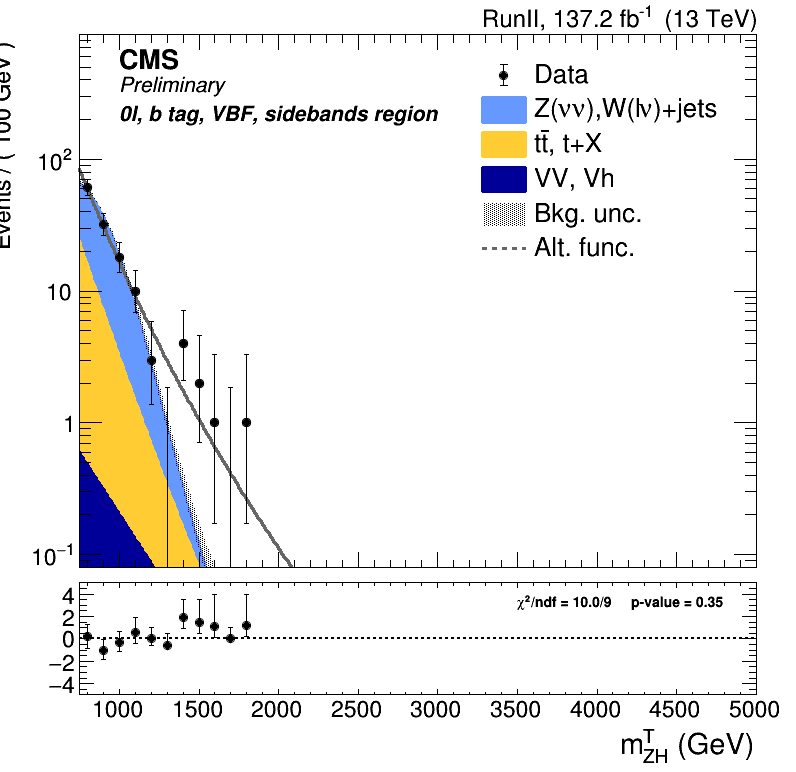 RunII, 137.2 fb⁻¹ (13 TeV)
CMS
Preliminary
0l, b tag, VBF, sidebands region
Data
Z(νν),W(lν)+jets
tt̄, t+X
VV, Vh
Bkg. unc.
Alt. func.
Events / ( 100 GeV )
10²
10
1
10⁻¹
χ²/ndf = 10.0/9 p-value = 0.35
4
2
0
−2
−4
1000 1500 2000 2500 3000 3500 4000 4500 5000
m^T_ZH (GeV)